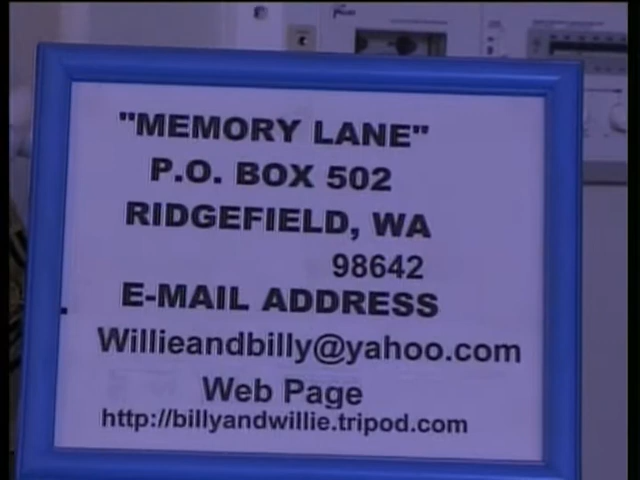 "MEMORY LANE"
P.O. BOX 502
RIDGEFIELD, WA
98642
E-MAIL ADDRESS
Willieandbilly@yahoo.com
Web Page
http://billyandwillie.tripod.com